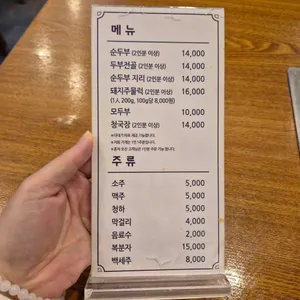 메 뉴
순두부 (2인분 이상) 14,000
두부전골 (2인분 이상) 14,000
순두부 지리 (2인분 이상) 14,000
돼지주물럭 (2인분 이상) 16,000
(1人 200g, 100g당 8,000원)
모두부 10,000
청국장 (2인분 이상) 14,000
주 류
소주 5,000
맥주 5,000
청하 5,000
막걸리 4,000
음료수 2,000
복분자 15,000
백세주 8,000